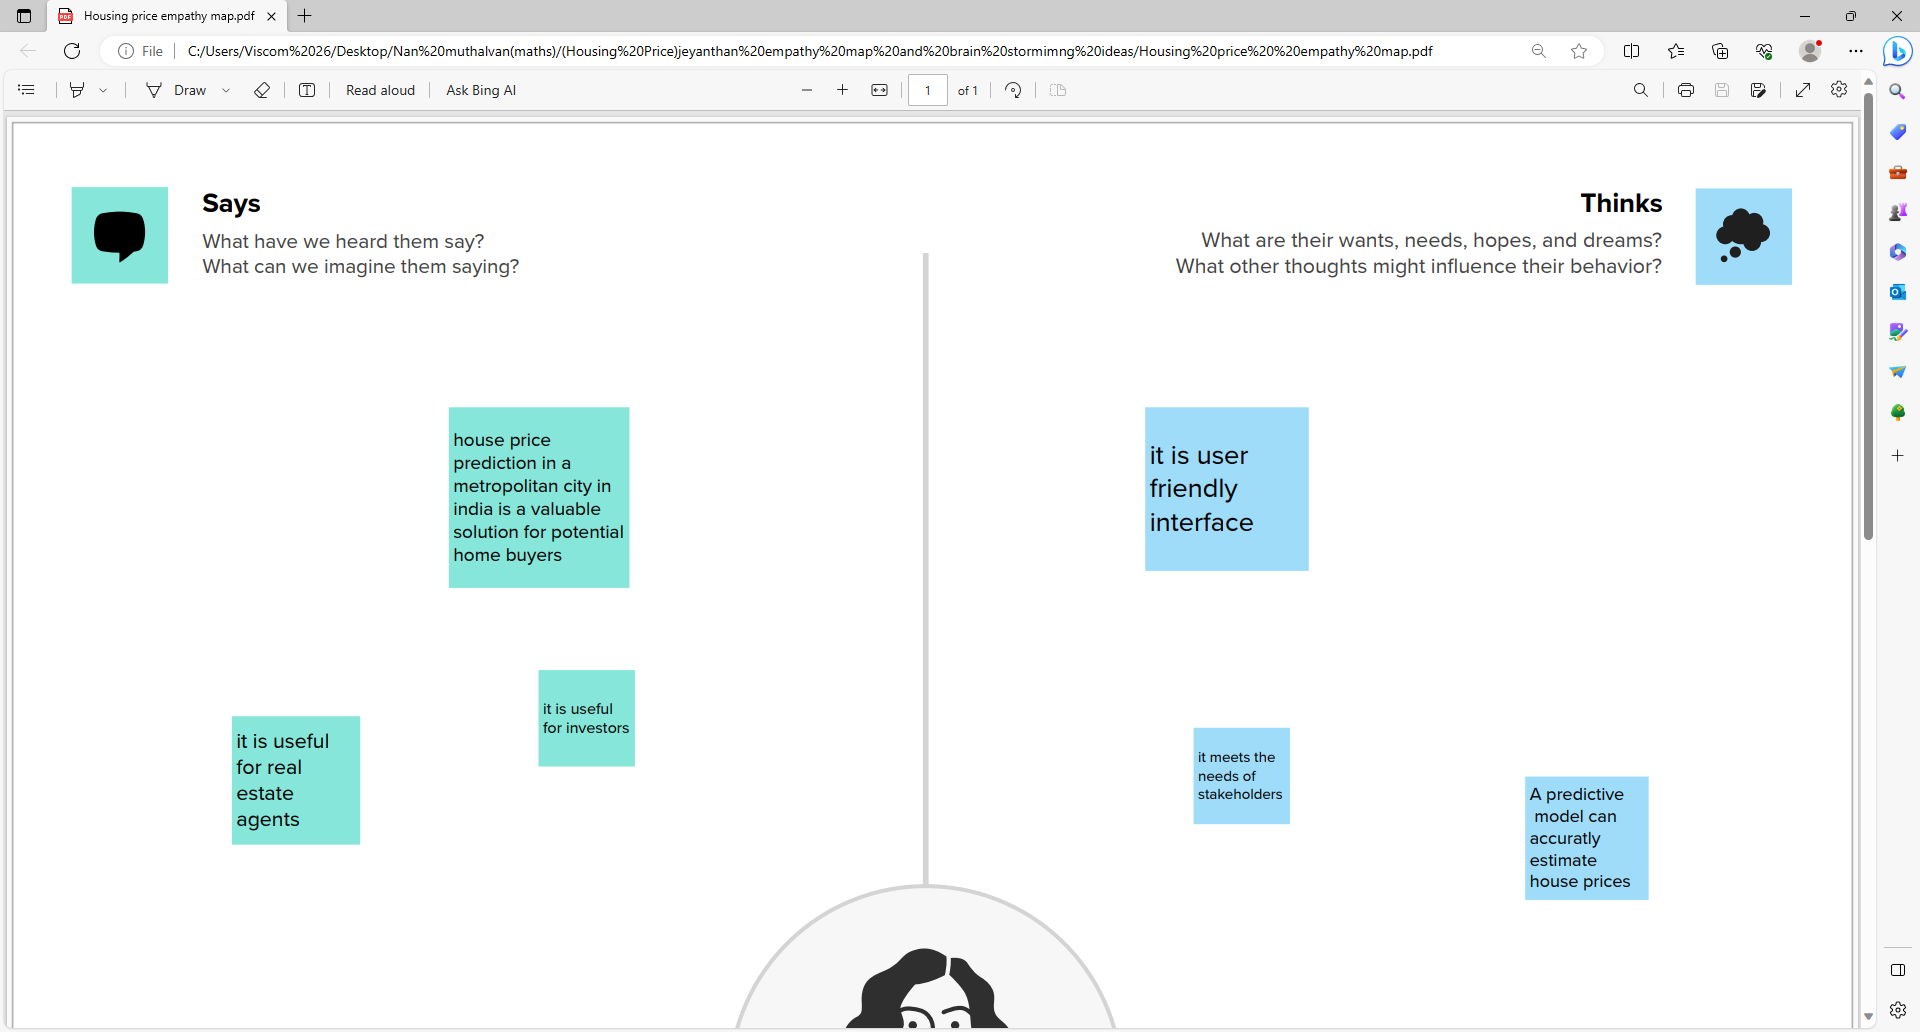 Housing price empathy map.pdf
File
C:/Users/Viscom%2026/Desktop/Nan%20muthalvan(maths)/(Housing%20Price)jeyanthan%20empathy%20map%20and%20brain%20stormimng%20ideas/Housing%20price%20%20empathy%20map.pdf
Draw
Read aloud
Ask Bing AI
1
of 1
Says
What have we heard them say?
What can we imagine them saying?
Thinks
What are their wants, needs, hopes, and dreams?
What other thoughts might influence their behavior?
house price
prediction in a
metropolitan city in
india is a valuable
solution for potential
home buyers
it is user
friendly
interface
it is useful
for investors
it is useful
for real
estate
agents
it meets the
needs of
stakeholders
A predictive
model can
accuratly
estimate
house prices